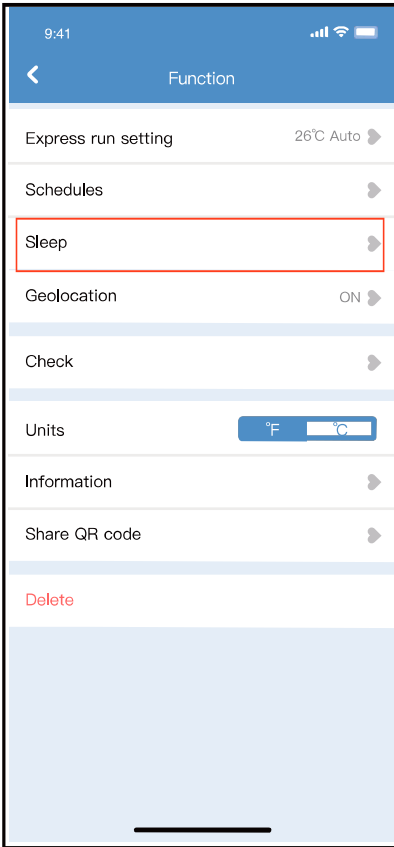 9:41
Function
Express run setting 26℃ Auto
Schedules
Sleep
Geolocation ON
Check
Units ℉ ℃
Information
Share QR code
Delete